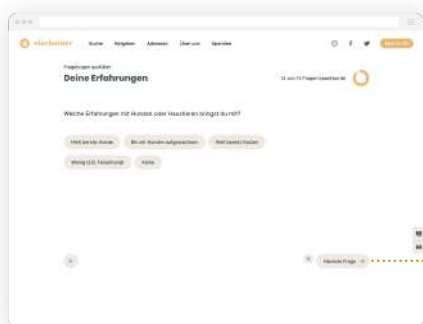 vierbeiner Suche Ratgeber Adressen Über uns Spenden
Fragebogen ausfüllen
Deine Erfahrungen
Welche Erfahrungen mit Hunden oder Haustieren bringst du mit?
Hatte bereits Hunde Bin mit Hunden aufgewachsen Hatte bereits Katzen
Keine
Nächste Frage